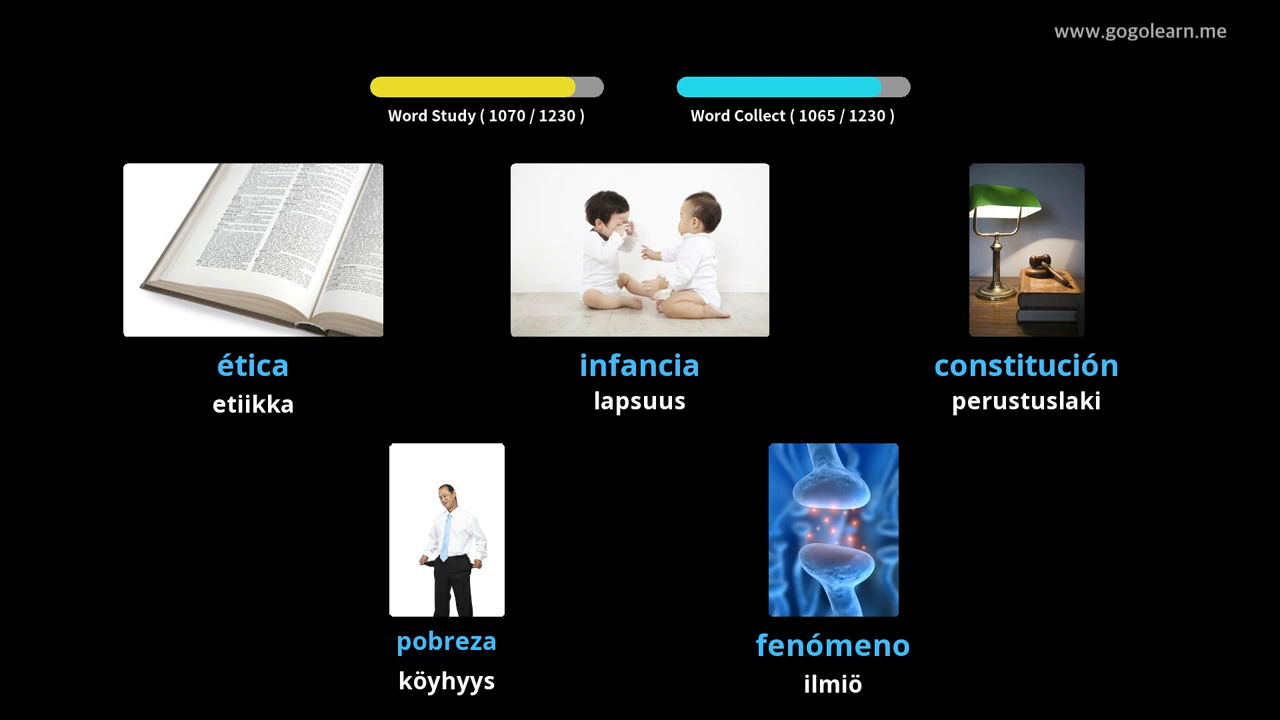 www.gogolearn.me
Word Study ( 1070 / 1230 )
Word Collect ( 1065 / 1230 )
ética
etiikka
infancia
lapsuus
constitución
perustuslaki
pobreza
köyhyys
fenómeno
ilmiö